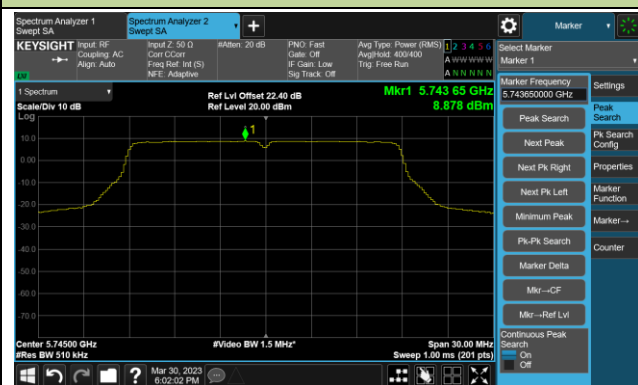 Spectrum Analyzer 1
Swept SA
Spectrum Analyzer 2
Swept SA
Marker
KEYSIGHT
Input: RF
Coupling: AC
Align: Auto
Input Z: 50 Ω
Corr CCorr
Freq Ref: Int (S)
NFE: Adaptive
#Atten: 20 dB
PNO: Fast
Gate: Off
IF Gain: Low
Sig Track: Off
Avg Type: Power (RMS)
Avg|Hold: 400/400
Trig: Free Run
1 2 3 4 5 6
A W W W W W
A N N N N N
Select Marker
Marker 1
1 Spectrum
Scale/Div 10 dB
Ref Lvl Offset 22.40 dB
Ref Level 20.00 dBm
Mkr1 5.743 65 GHz
8.878 dBm
Log
1
10.0
0.00
-10.0
-20.0
-30.0
-40.0
-50.0
-60.0
-70.0
Center 5.74500 GHz
#Res BW 510 kHz
#Video BW 1.5 MHz*
Span 30.00 MHz
Sweep 1.00 ms (201 pts)
Marker Frequency
5.743650000 GHz
Peak Search
Next Peak
Next Pk Right
Next Pk Left
Minimum Peak
Pk-Pk Search
Marker Delta
Mkr→CF
Mkr→Ref Lvl
Continuous Peak
Search
On
Off
Settings
Peak
Search
Pk Search
Config
Properties
Marker
Function
Marker→
Counter
Mar 30, 2023
6:02:02 PM